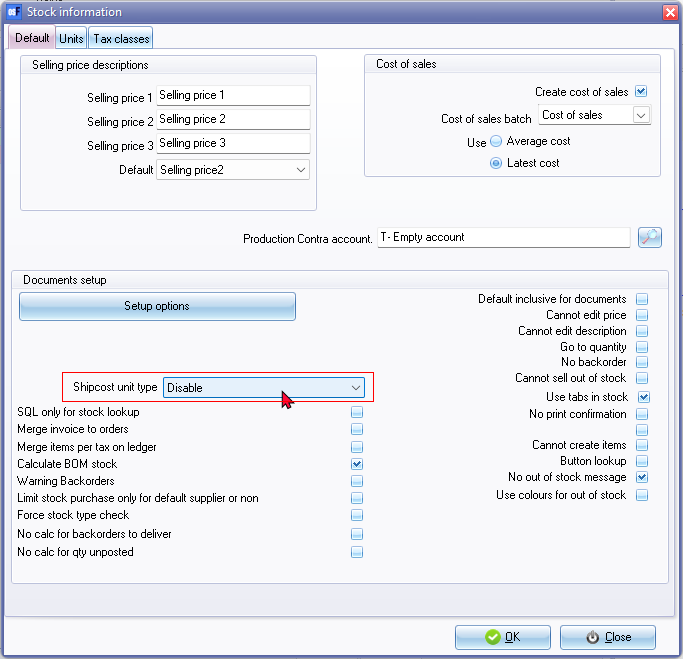 Stock information
Default Units Tax classes
Selling price descriptions
Selling price 1 Selling price 1
Selling price 2 Selling price 2
Selling price 3 Selling price 3
Default Selling price2
Cost of sales
Create cost of sales
Cost of sales batch Cost of sales
Use Average cost
Latest cost
Production Contra account. T- Empty account
Documents setup
Setup options
Shipcost unit type Disable
SQL only for stock lookup
Merge invoice to orders
Merge items per tax on ledger
Calculate BOM stock
Warning Backorders
Limit stock purchase only for default supplier or non
Force stock type check
No calc for backorders to deliver
No calc for qty unposted
Default inclusive for documents
Cannot edit price
Cannot edit description
Go to quantity
No backorder
Cannot sell out of stock
Use tabs in stock
No print confirmation
Cannot create items
Button lookup
No out of stock message
Use colours for out of stock
OK Close